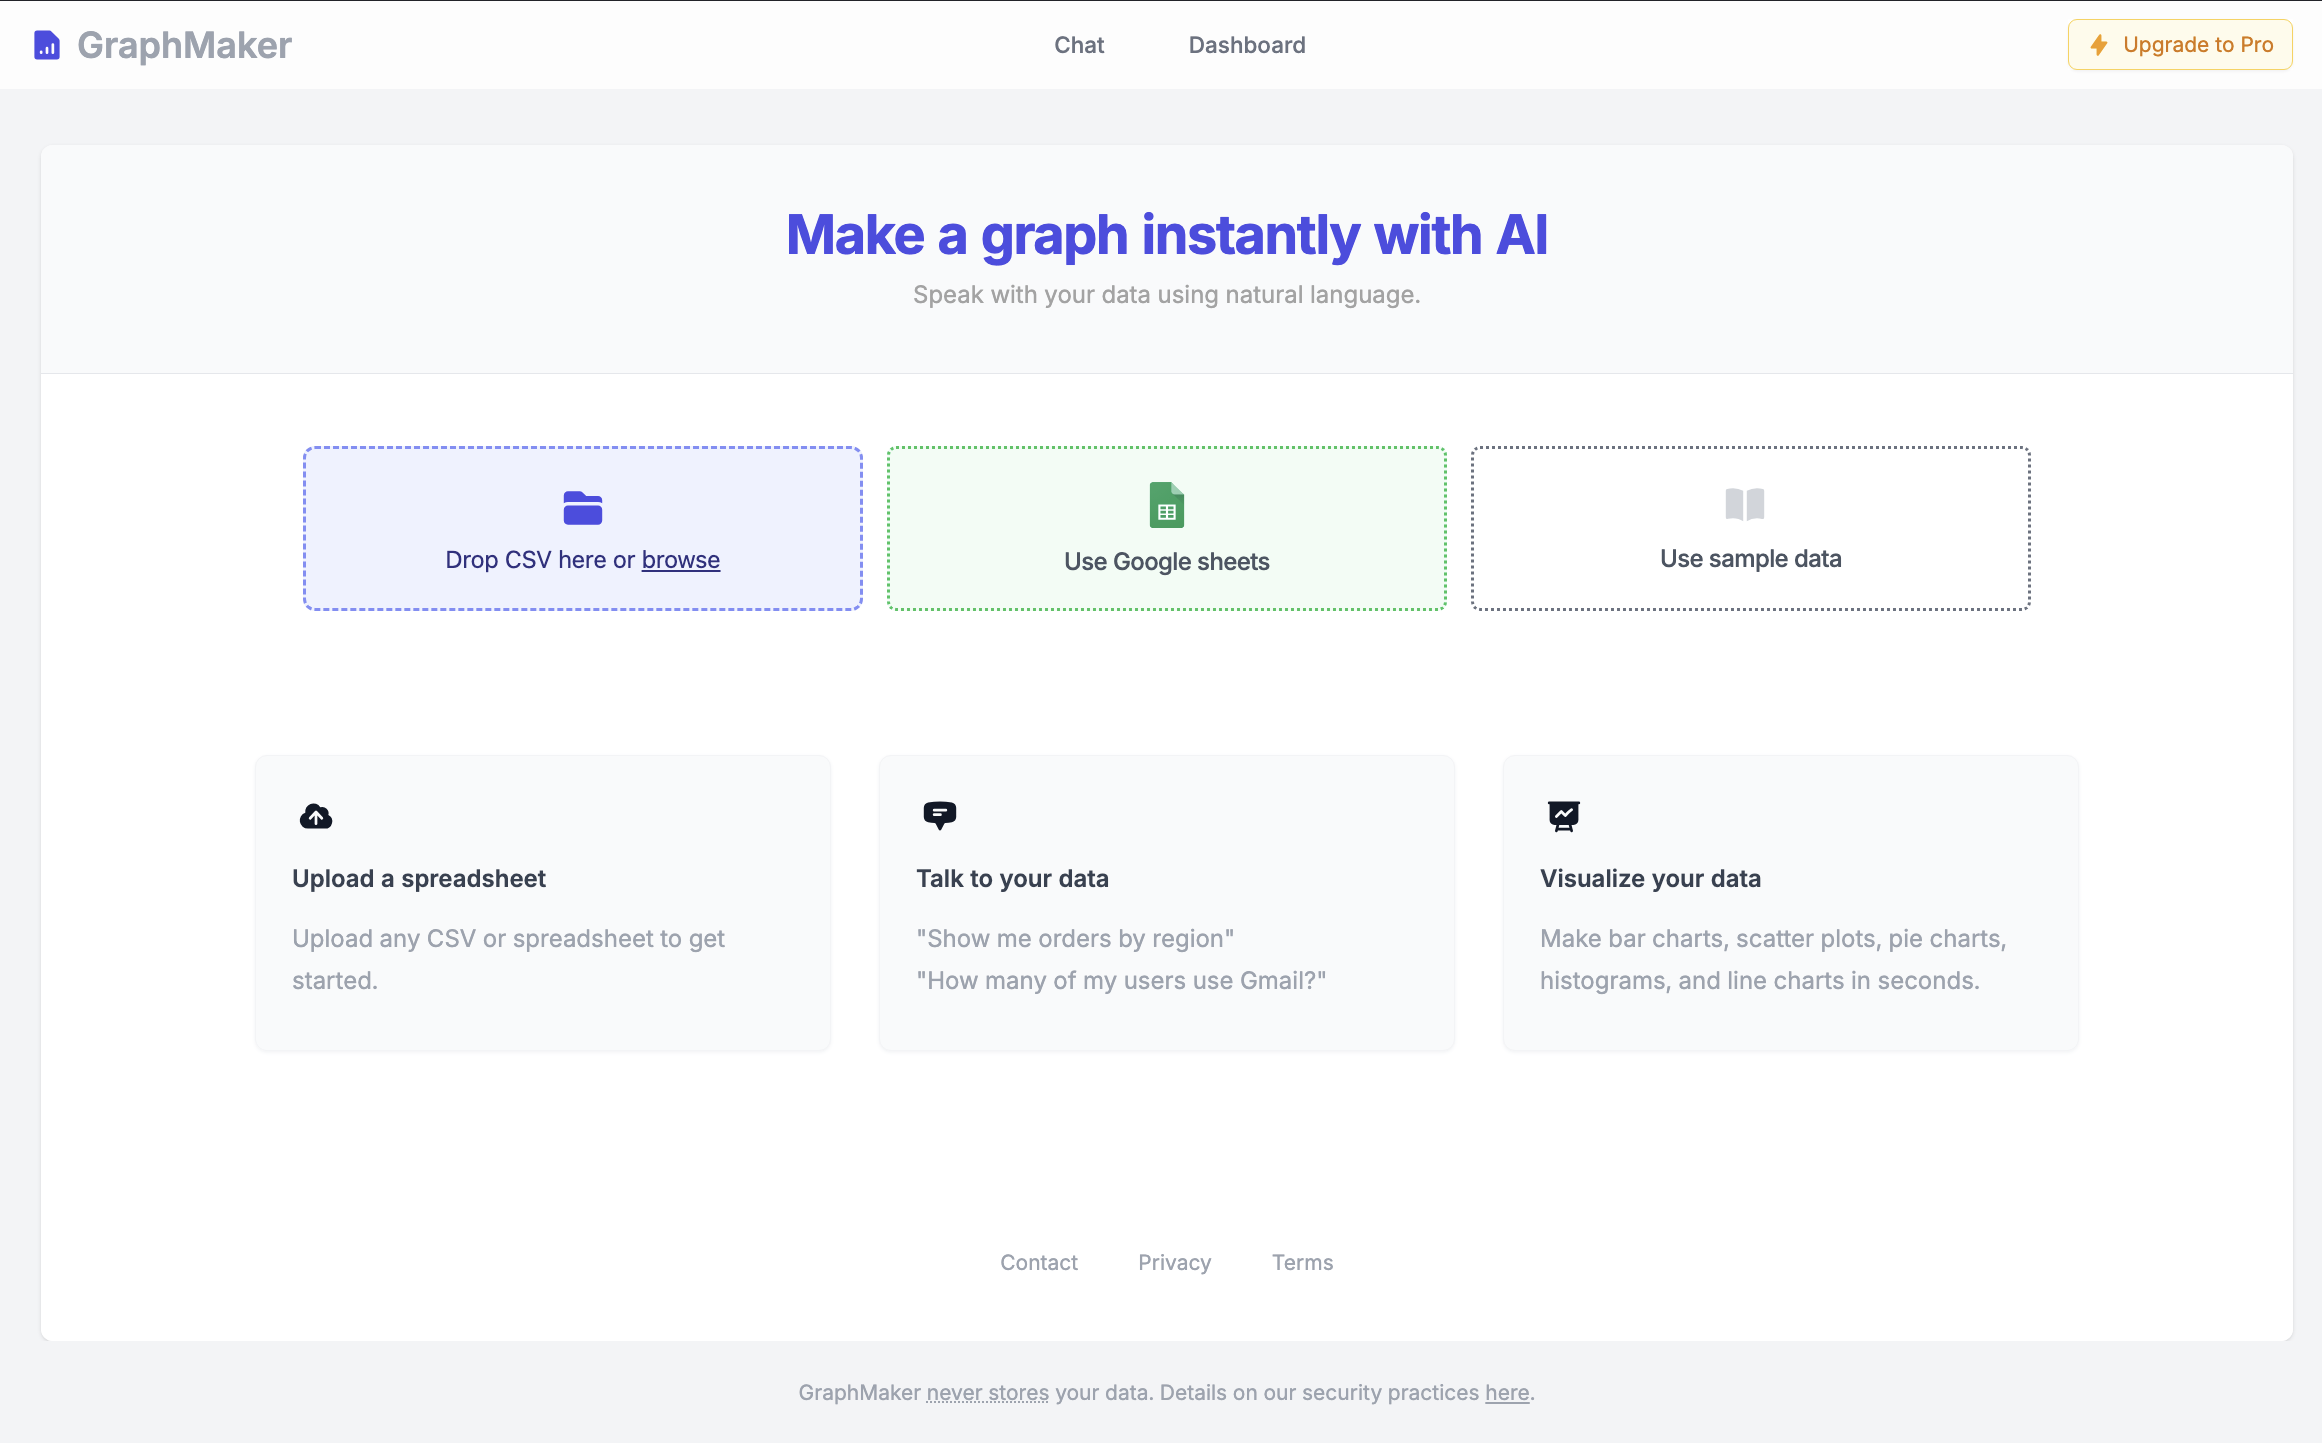 GraphMaker
Chat
Dashboard
Upgrade to Pro
Make a graph instantly with AI
Speak with your data using natural language.
Drop CSV here or browse
Use Google sheets
Use sample data
Upload a spreadsheet
Upload any CSV or spreadsheet to get
started.
Talk to your data
"Show me orders by region"
"How many of my users use Gmail?"
Visualize your data
Make bar charts, scatter plots, pie charts,
histograms, and line charts in seconds.
Contact
Privacy
Terms
GraphMaker never stores your data. Details on our security practices here.